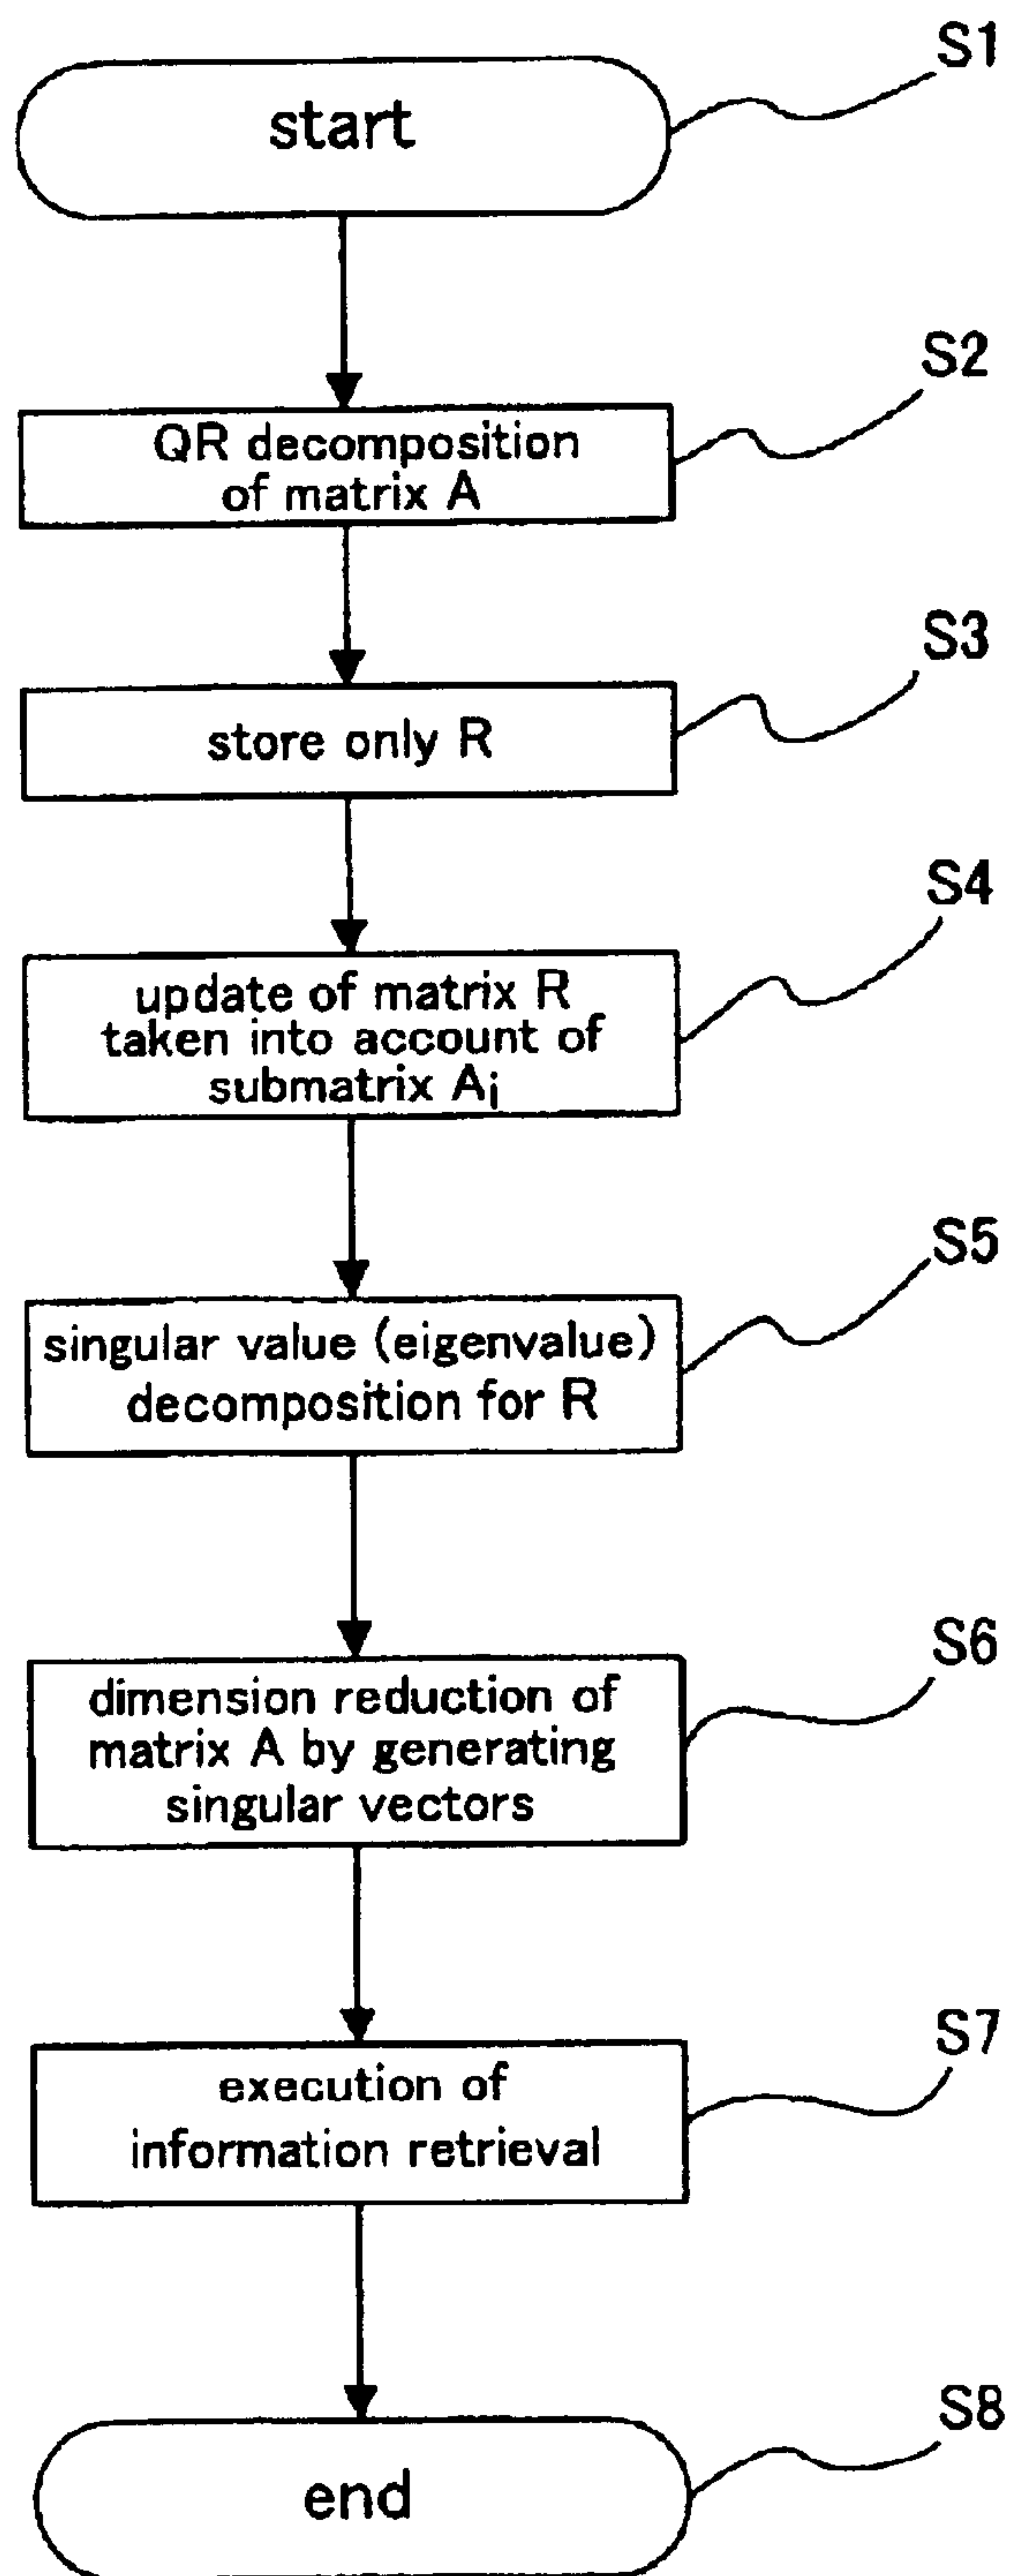 S1
start
S2
QR decomposition
of matrix A
S3
store only R
S4
update of matrix R
taken into account of
submatrix Ai
S5
singular value (eigenvalue)
decomposition for R
S6
dimension reduction of
matrix A by generating
singular vectors
S7
execution of
information retrieval
S8
end